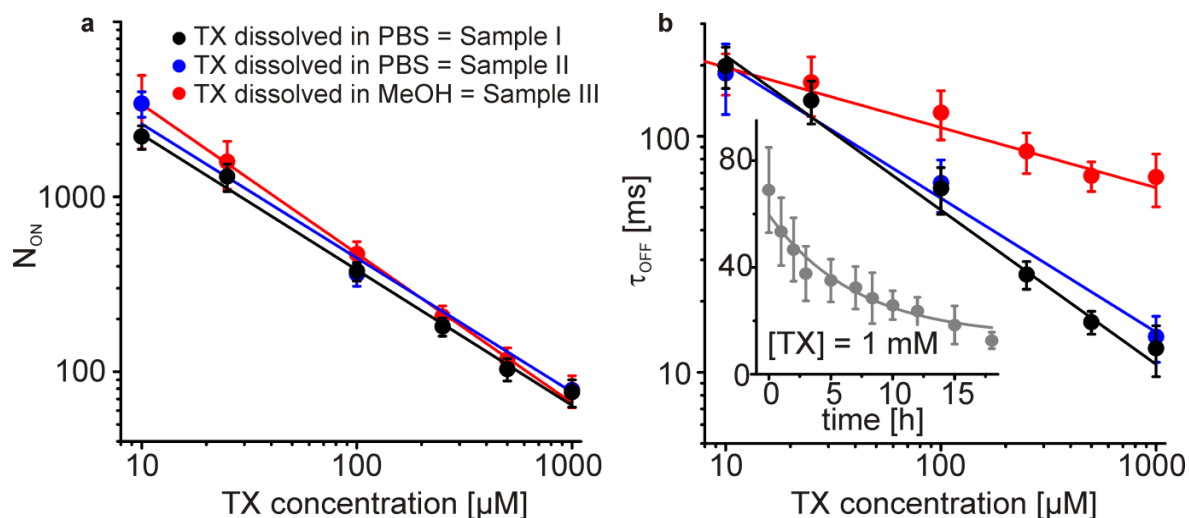 a
TX dissolved in PBS = Sample I
TX dissolved in PBS = Sample II
TX dissolved in MeOH = Sample III
N_ON
1000
100
10
100
1000
TX concentration [µM]
b
τ_OFF [ms]
100
10
80
40
0
[TX] = 1 mM
0
5
10
15
time [h]
10
100
1000
TX concentration [µM]